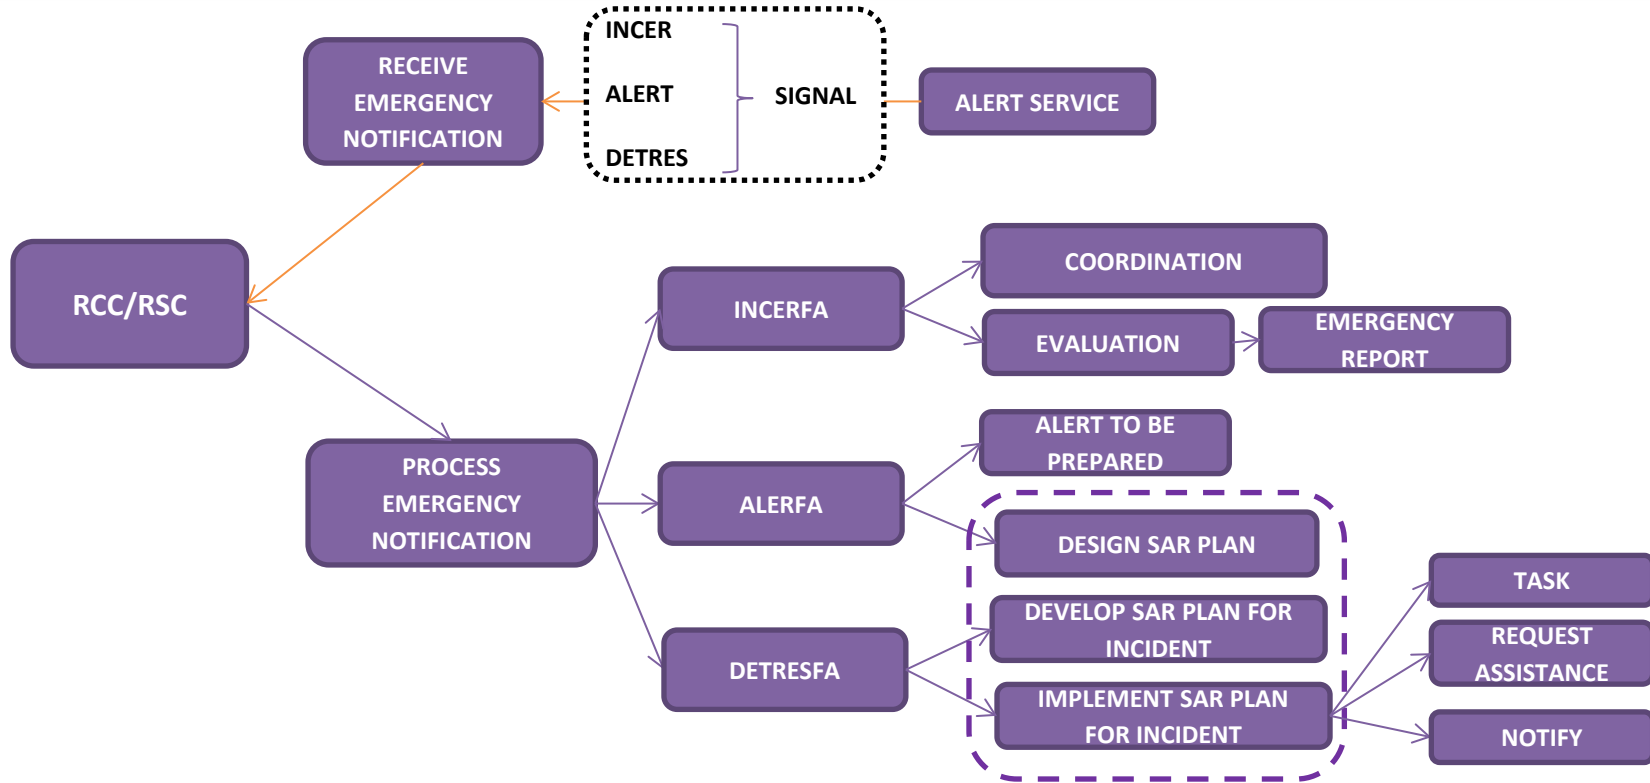 INCER
ALERT
DETRES
SIGNAL
ALERT SERVICE
RECEIVE
EMERGENCY
NOTIFICATION
RCC/RSC
PROCESS
EMERGENCY
NOTIFICATION
INCERFA
COORDINATION
EVALUATION
EMERGENCY
REPORT
ALERFA
ALERT TO BE
PREPARED
DESIGN SAR PLAN
DETRESFA
DEVELOP SAR PLAN FOR
INCIDENT
IMPLEMENT SAR PLAN
FOR INCIDENT
TASK
REQUEST
ASSISTANCE
NOTIFY